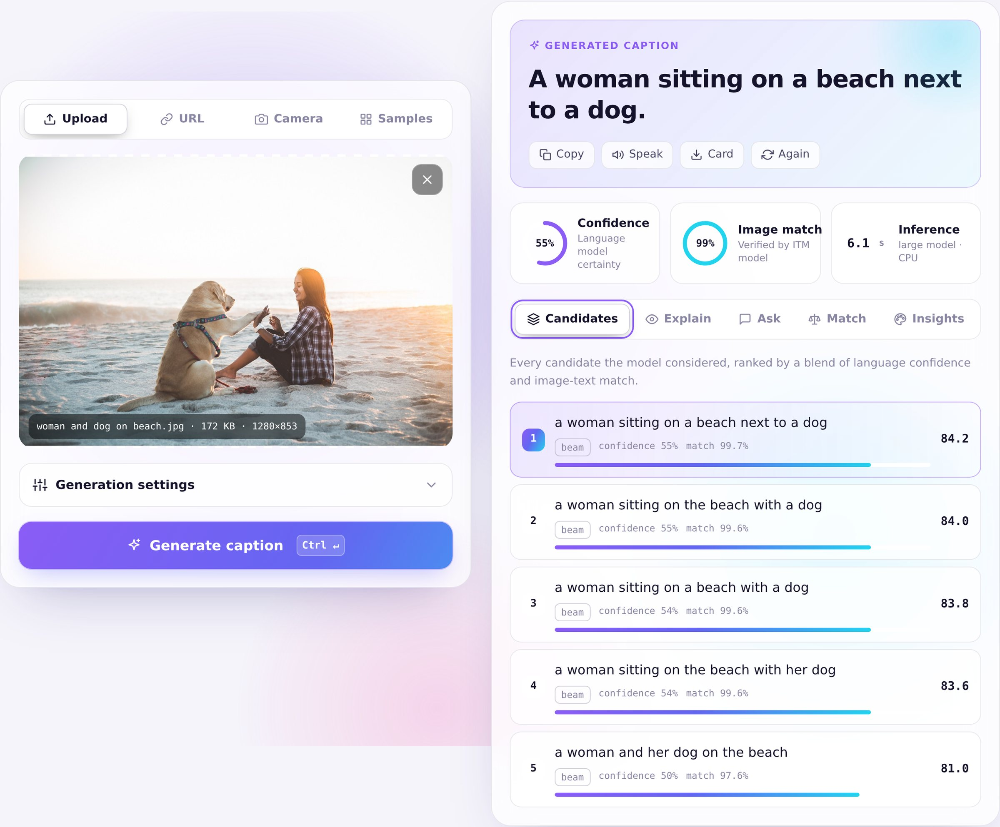 Upload
URL
Camera
Samples
woman and dog on beach.jpg · 172 KB · 1280×853
Generation settings
Generate caption Ctrl ↵
GENERATED CAPTION
A woman sitting on a beach next
to a dog.
Copy
Speak
Card
Again
55%
Confidence
Language
model
certainty
99%
Image match
Verified by ITM
model
6.1 s
Inference
large model ·
CPU
Candidates
Explain
Ask
Match
Insights
Every candidate the model considered, ranked by a blend of language confidence
and image-text match.
1
a woman sitting on a beach next to a dog
beam confidence 55% match 99.7%
84.2
2
a woman sitting on the beach with a dog
beam confidence 55% match 99.6%
84.0
3
a woman sitting on a beach with a dog
beam confidence 54% match 99.6%
83.8
4
a woman sitting on the beach with her dog
beam confidence 54% match 99.6%
83.6
5
a woman and her dog on the beach
beam confidence 50% match 97.6%
81.0